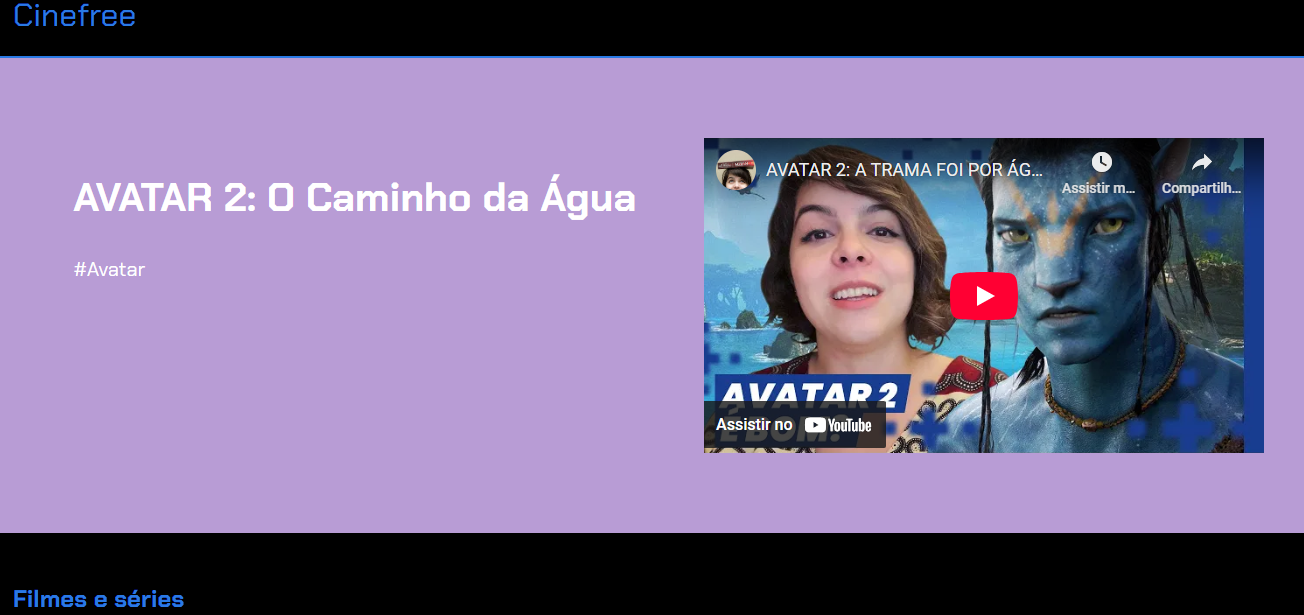 Cinefree
AVATAR 2: O Caminho da Água
#Avatar
AVATAR 2: A TRAMA FOI POR ÁG...
Assistir m...
Compartilh...
AVATAR 2
É BOM?
Assistir no YouTube
Filmes e séries